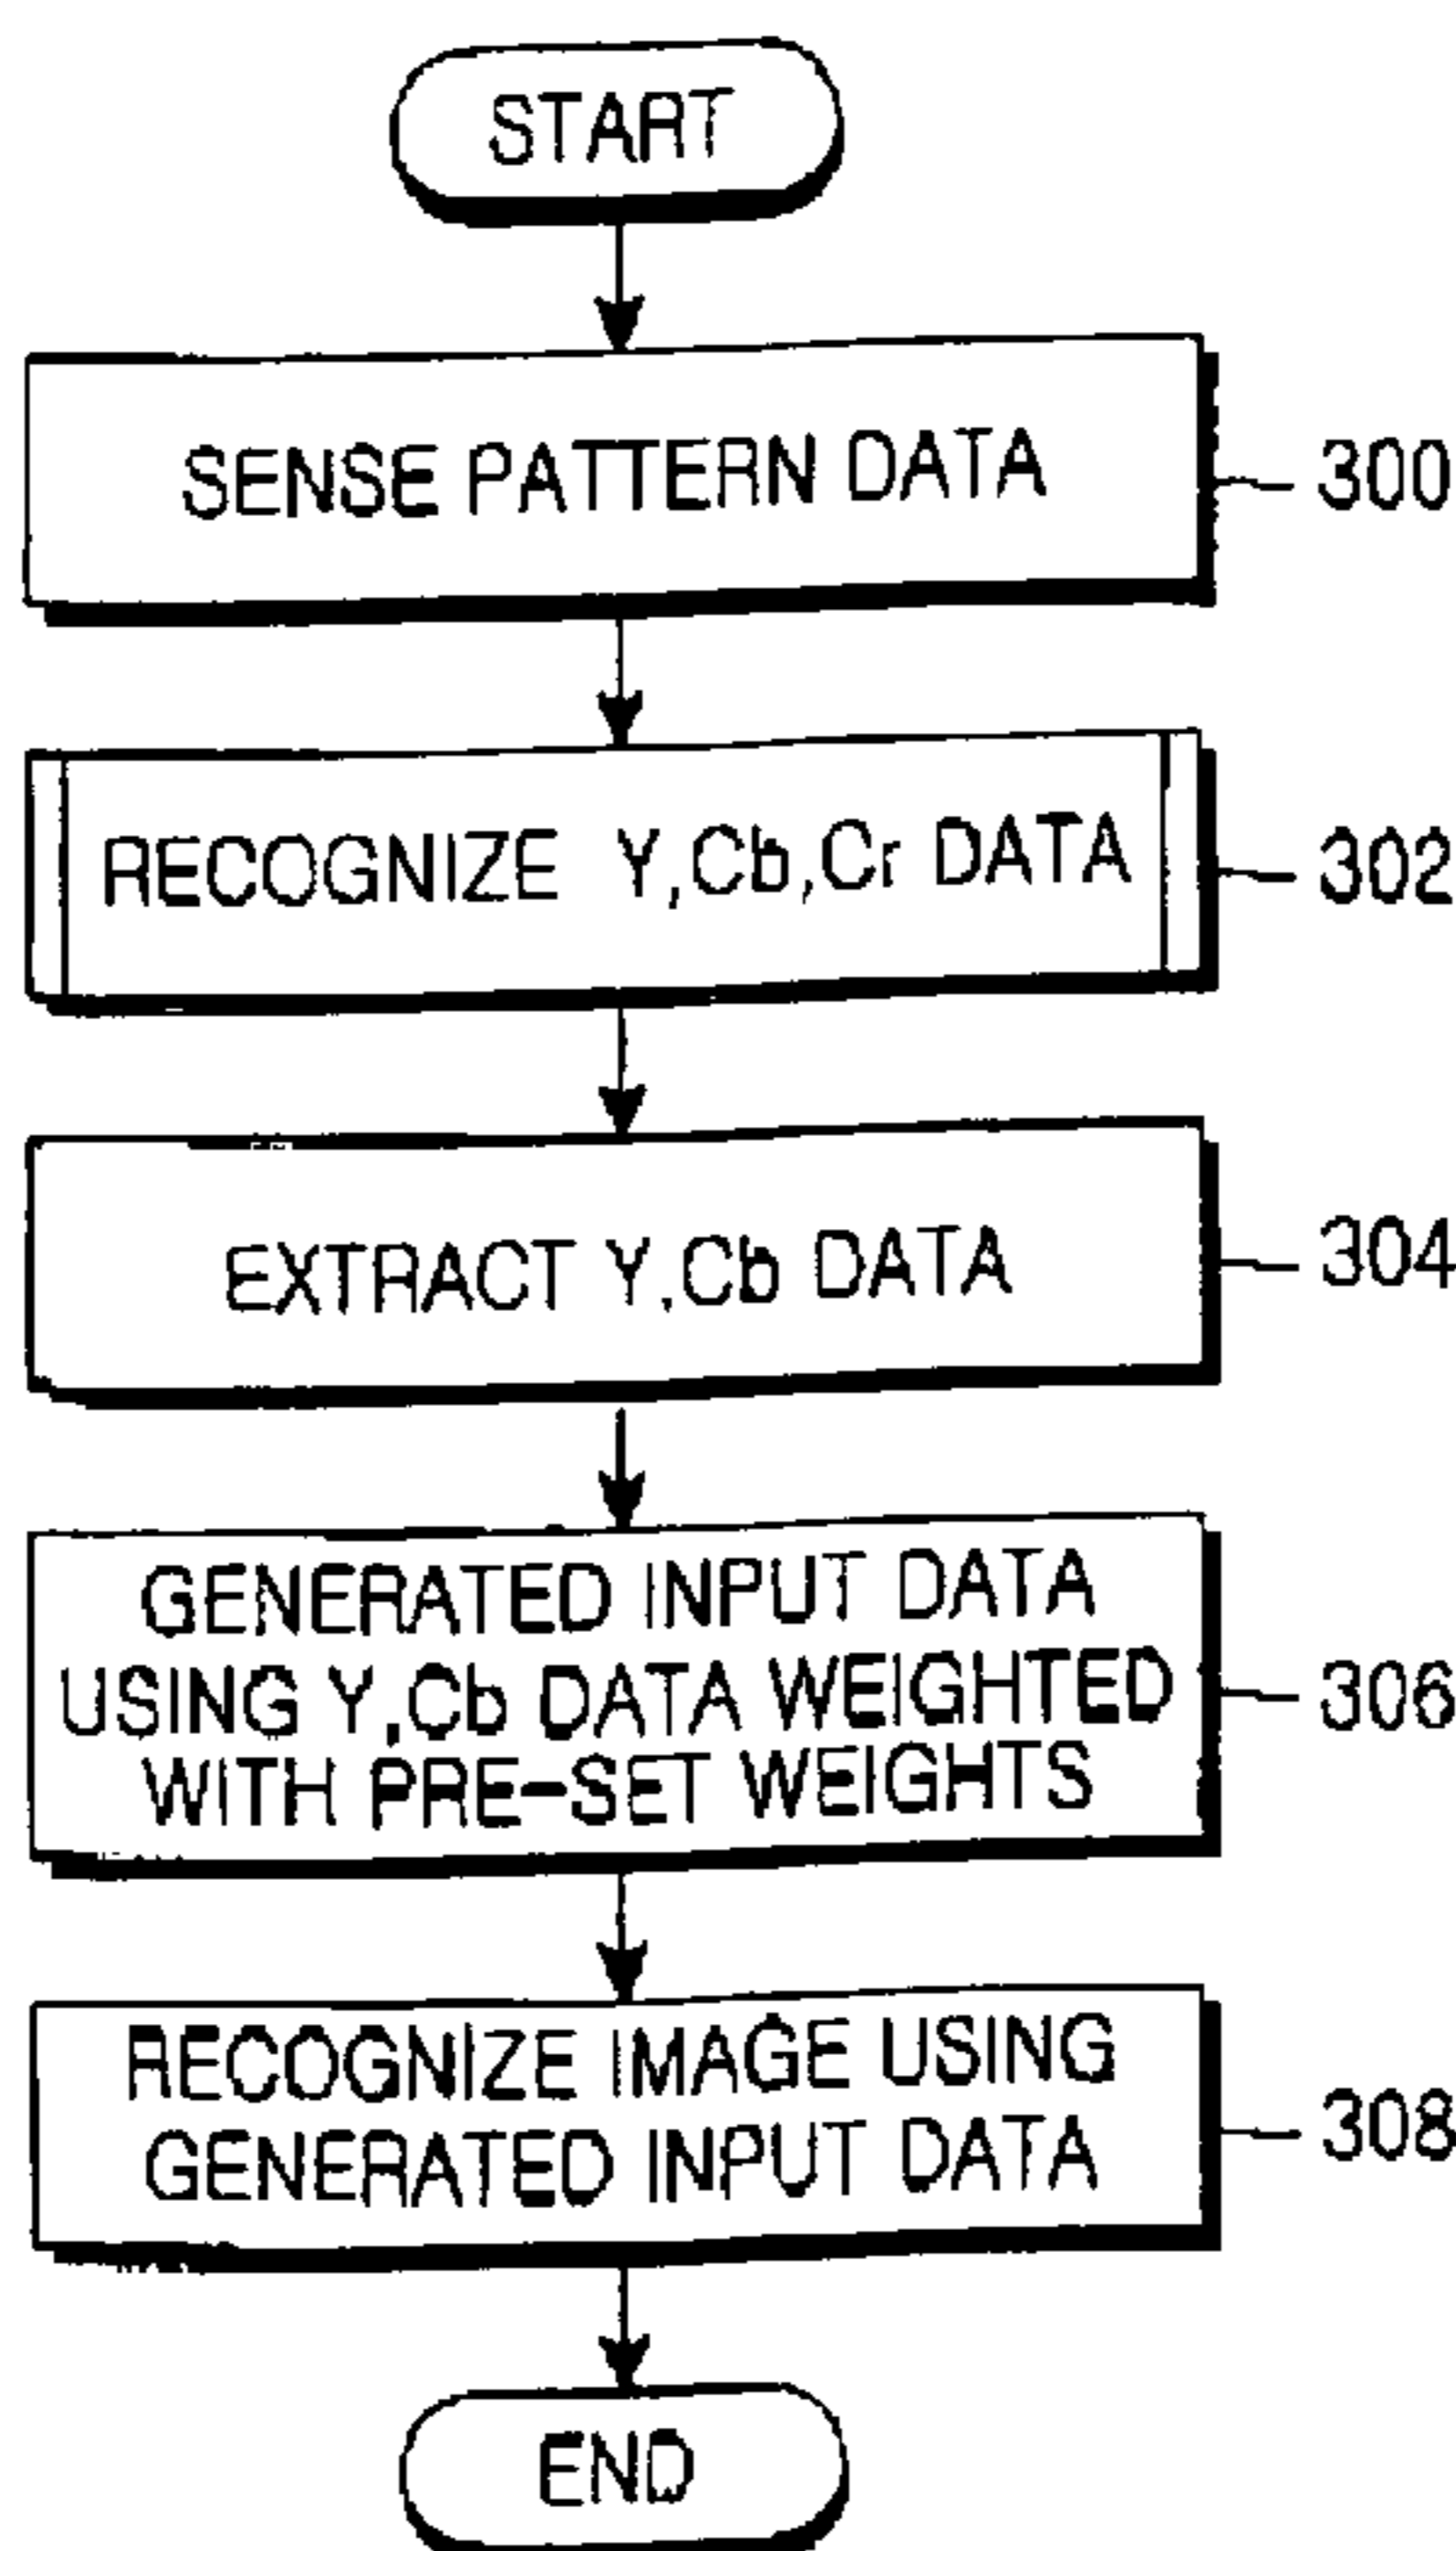 START
SENSE PATTERN DATA
300
RECOGNIZE Y,Cb,Cr DATA
302
EXTRACT Y,Cb DATA
304
GENERATED INPUT DATA
USING Y,Cb DATA WEIGHTED
WITH PRE-SET WEIGHTS
306
RECOGNIZE IMAGE USING
GENERATED INPUT DATA
308
END